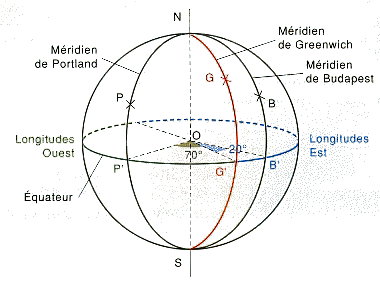 N
Méridien
de Portland
Méridien
de Greenwich
Méridien
de Budapest
G
P
B
Longitudes
Ouest
O
70°
20°
Longitudes
Est
P'
G'
B'
Équateur
S